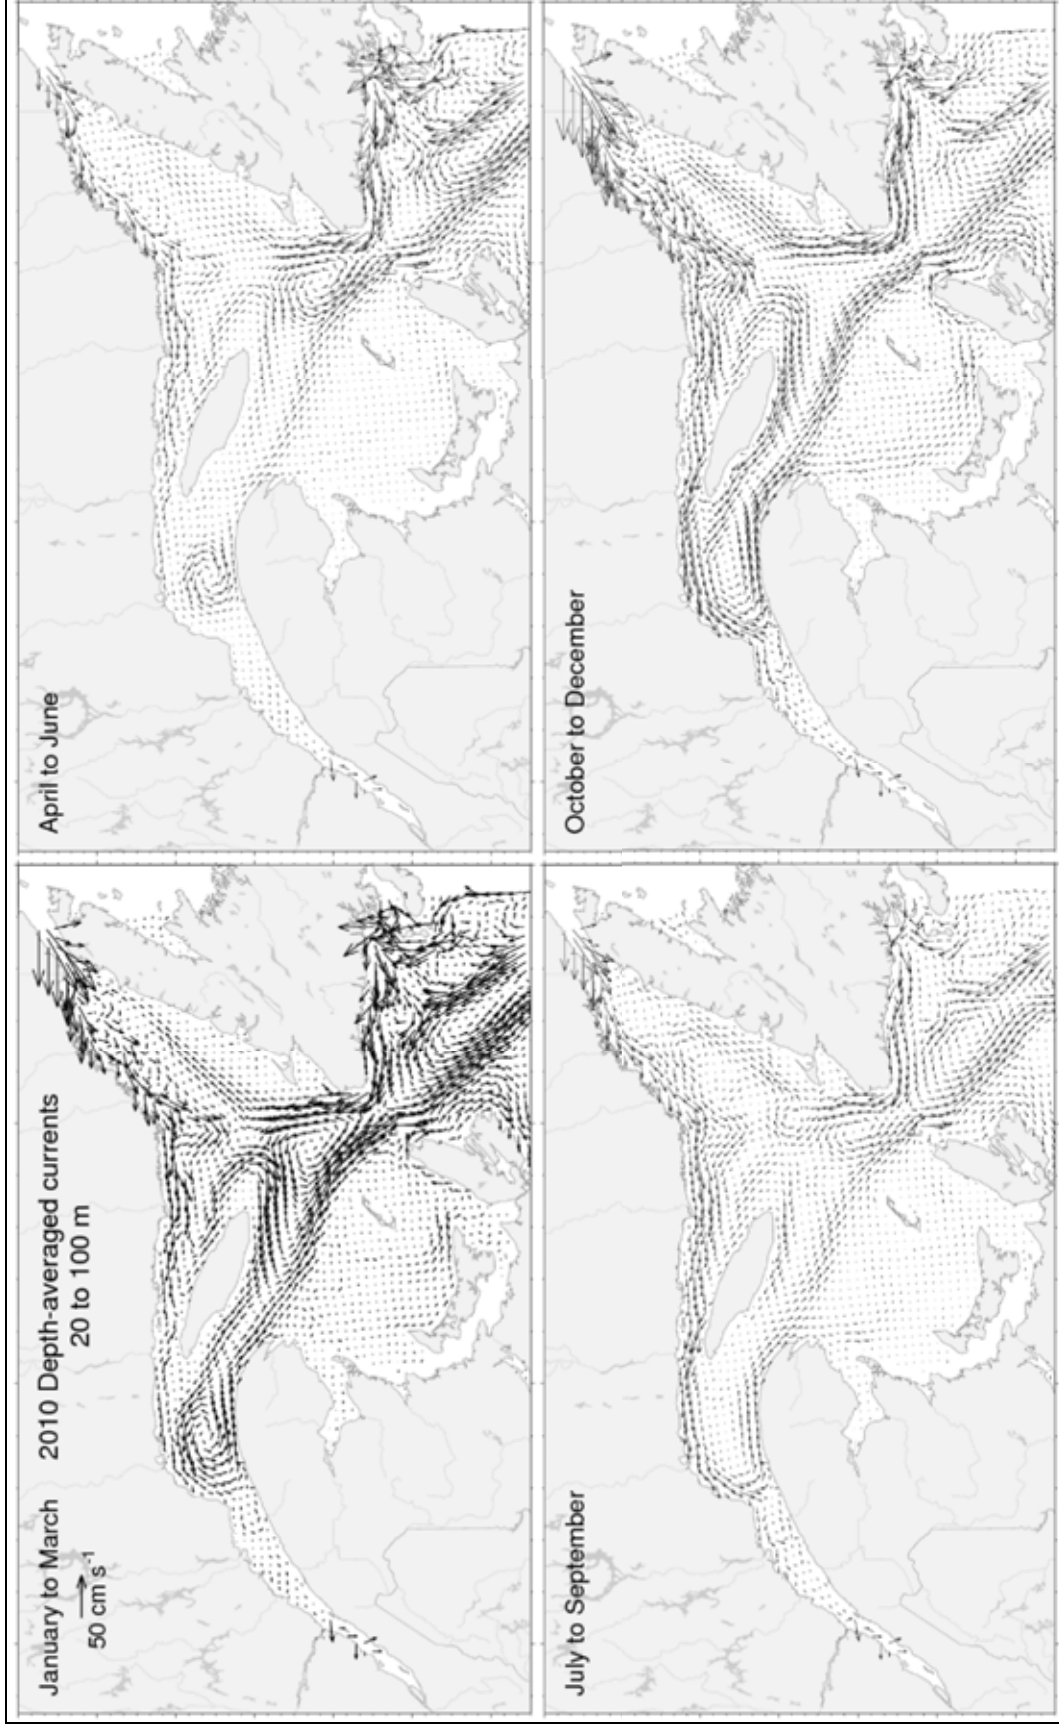 January to March
2010 Depth-averaged currents
20 to 100 m
50 cm s⁻¹
April to June
July to September
October to December